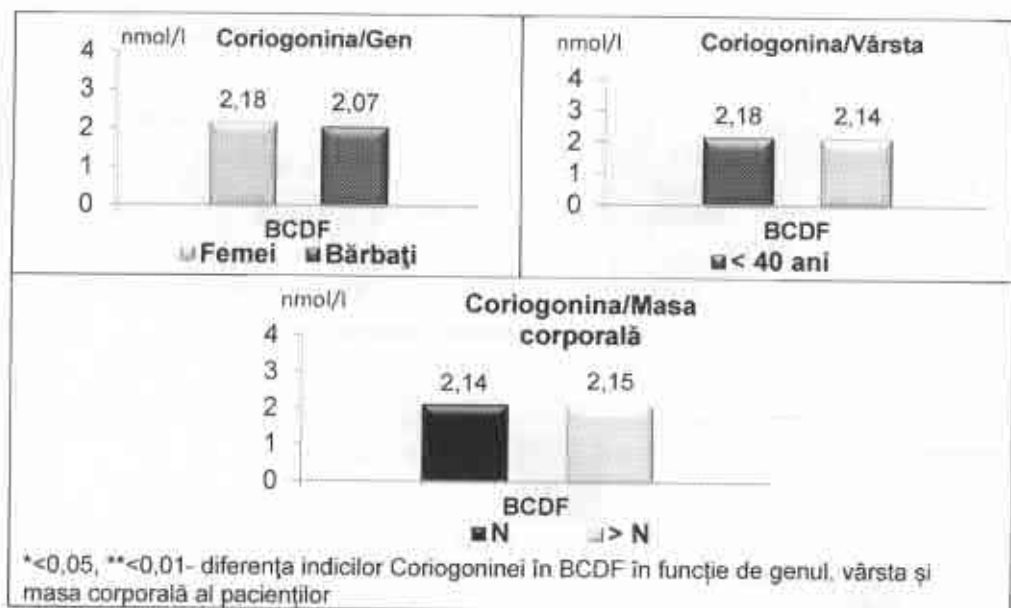 nmol/l Coriogonina/Gen
4
3
2
1
0
2,18 2,07
BCDF
Femei Bărbaţi
nmol/l Coriogonina/Vârsta
4
3
2
1
0
2,18 2,14
BCDF
< 40 ani
nmol/l Coriogonina/Masa
corporală
4
3
2
1
0
2,14 2,15
BCDF
N > N
*<0,05, **<0,01- diferenţa indicilor Coriogoninei în BCDF în funcţie de genul, vârsta şi
masa corporală al pacienţilor